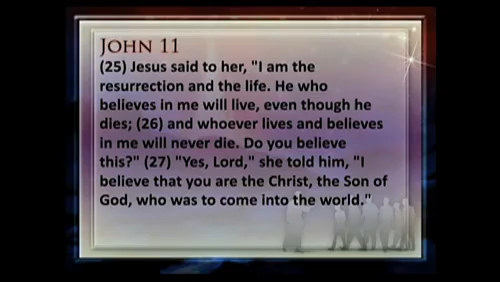 JOHN 11
(25) Jesus said to her, "I am the
resurrection and the life. He who
believes in me will live, even though he
dies; (26) and whoever lives and believes
in me will never die. Do you believe
this?" (27) "Yes, Lord," she told him, "I
believe that you are the Christ, the Son of
God, who was to come into the world."